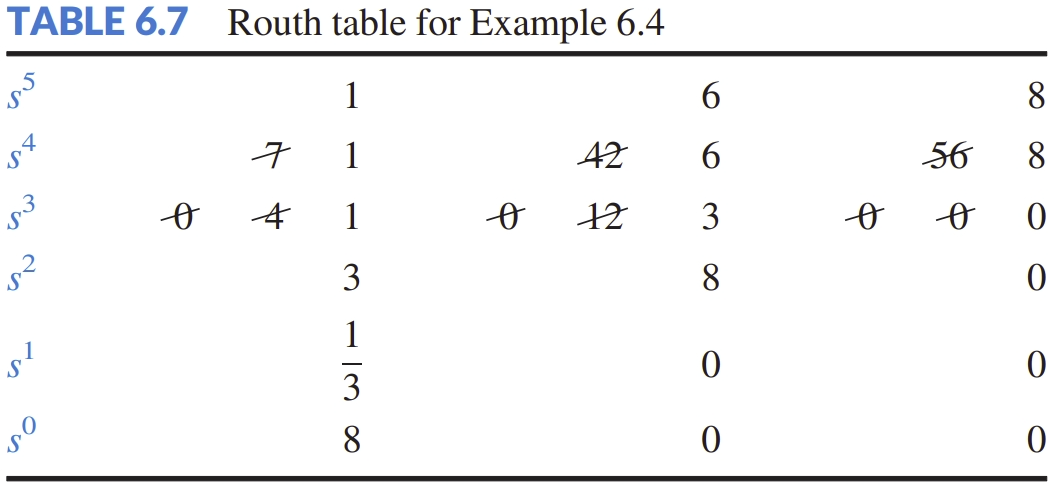 TABLE 6.7 Routh table for Example 6.4
s⁵ 1 6 8
s⁴ 7 1 42 6 56 8
s³ 0 4 1 0 12 3 0 0 0
s² 3 8 0
s¹ 1/3 0 0
s⁰ 8 0 0